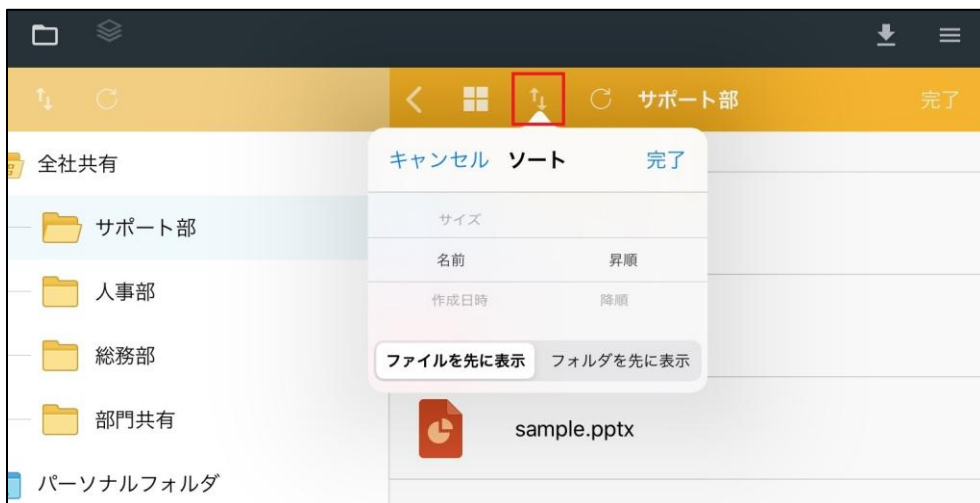 サポート部 完了
全社共有
サポート部
人事部
総務部
部門共有
パーソナルフォルダ
キャンセル ソート 完了
サイズ
名前 昇順
作成日時 降順
ファイルを先に表示 フォルダを先に表示
sample.pptx